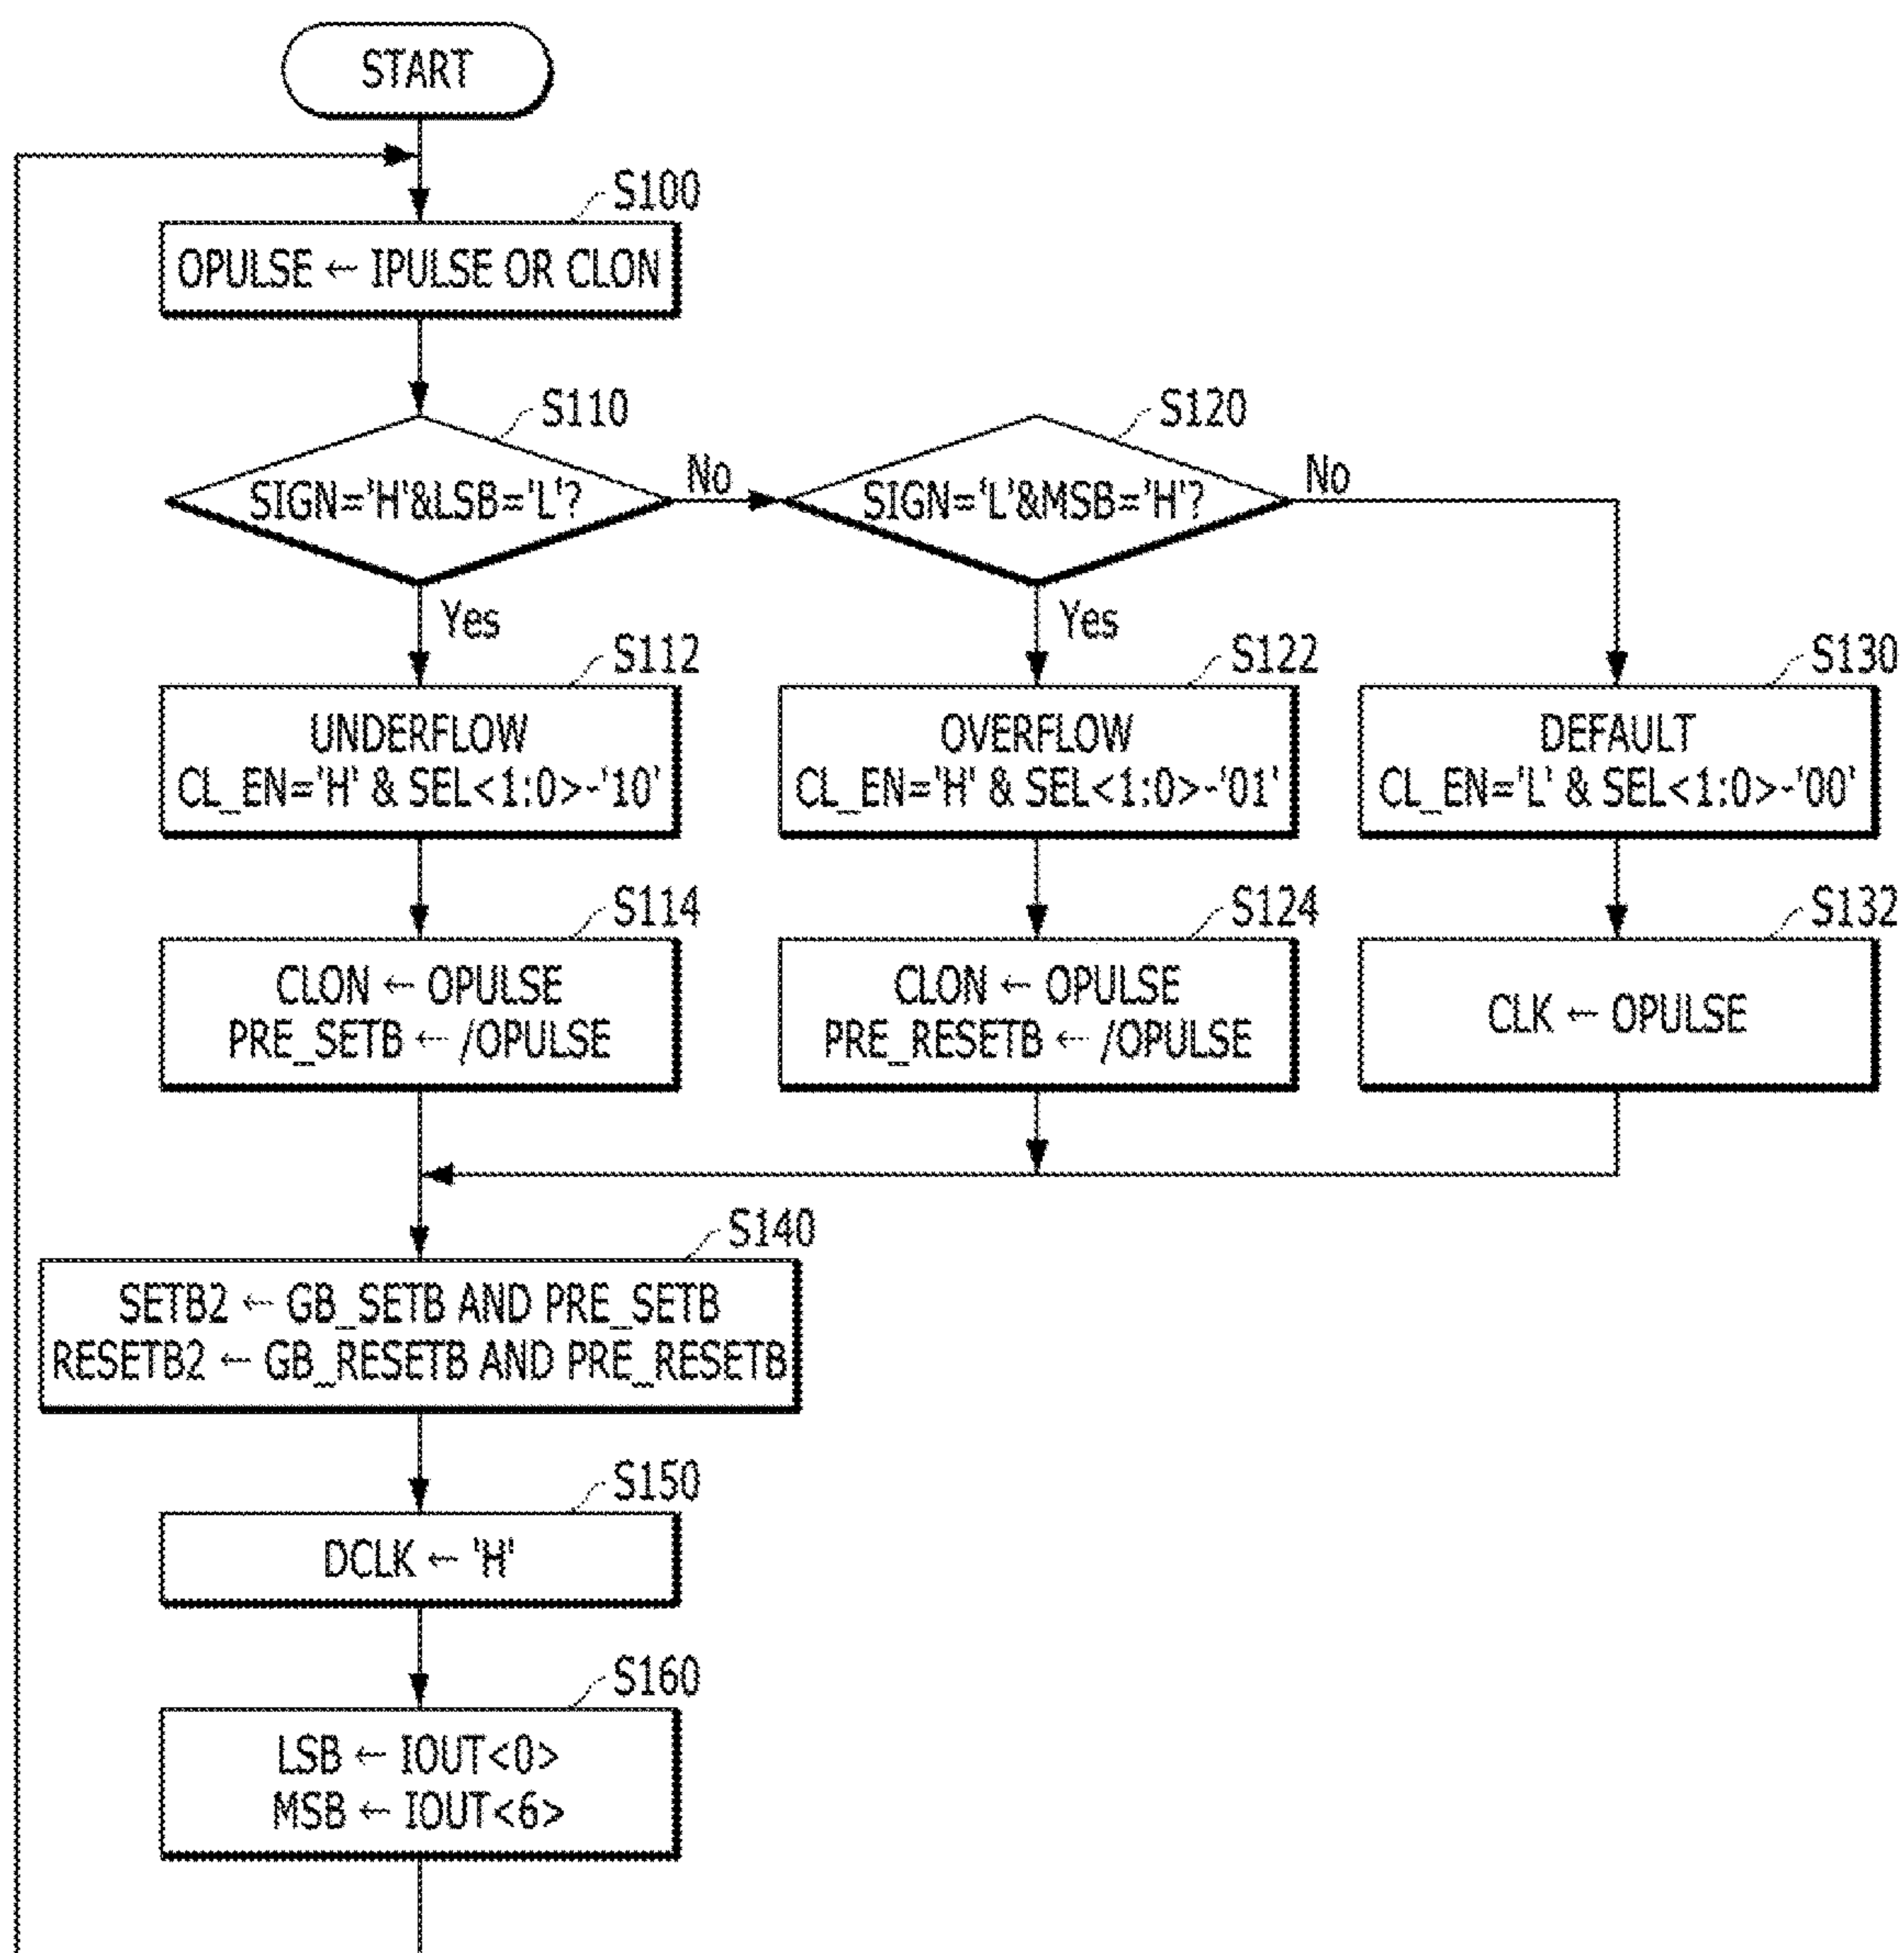 START
S100
OPULSE ← IPULSE OR CLON
S110
SIGN='H'&LSB='L'?
No
S120
SIGN='L'&MSB='H'?
No
Yes
Yes
S112
UNDERFLOW
CL_EN='H' & SEL<1:0>-'10'
S122
OVERFLOW
CL_EN='H' & SEL<1:0>-'01'
S130
DEFAULT
CL_EN='L' & SEL<1:0>-'00'
S114
CLON ← OPULSE
PRE_SETB ← /OPULSE
S124
CLON ← OPULSE
PRE_RESETB ← /OPULSE
S132
CLK ← OPULSE
S140
SETB2 ← GB_SETB AND PRE_SETB
RESETB2 ← GB_RESETB AND PRE_RESETB
S150
DCLK ← 'H'
S160
LSB ← IOUT<0>
MSB ← IOUT<6>